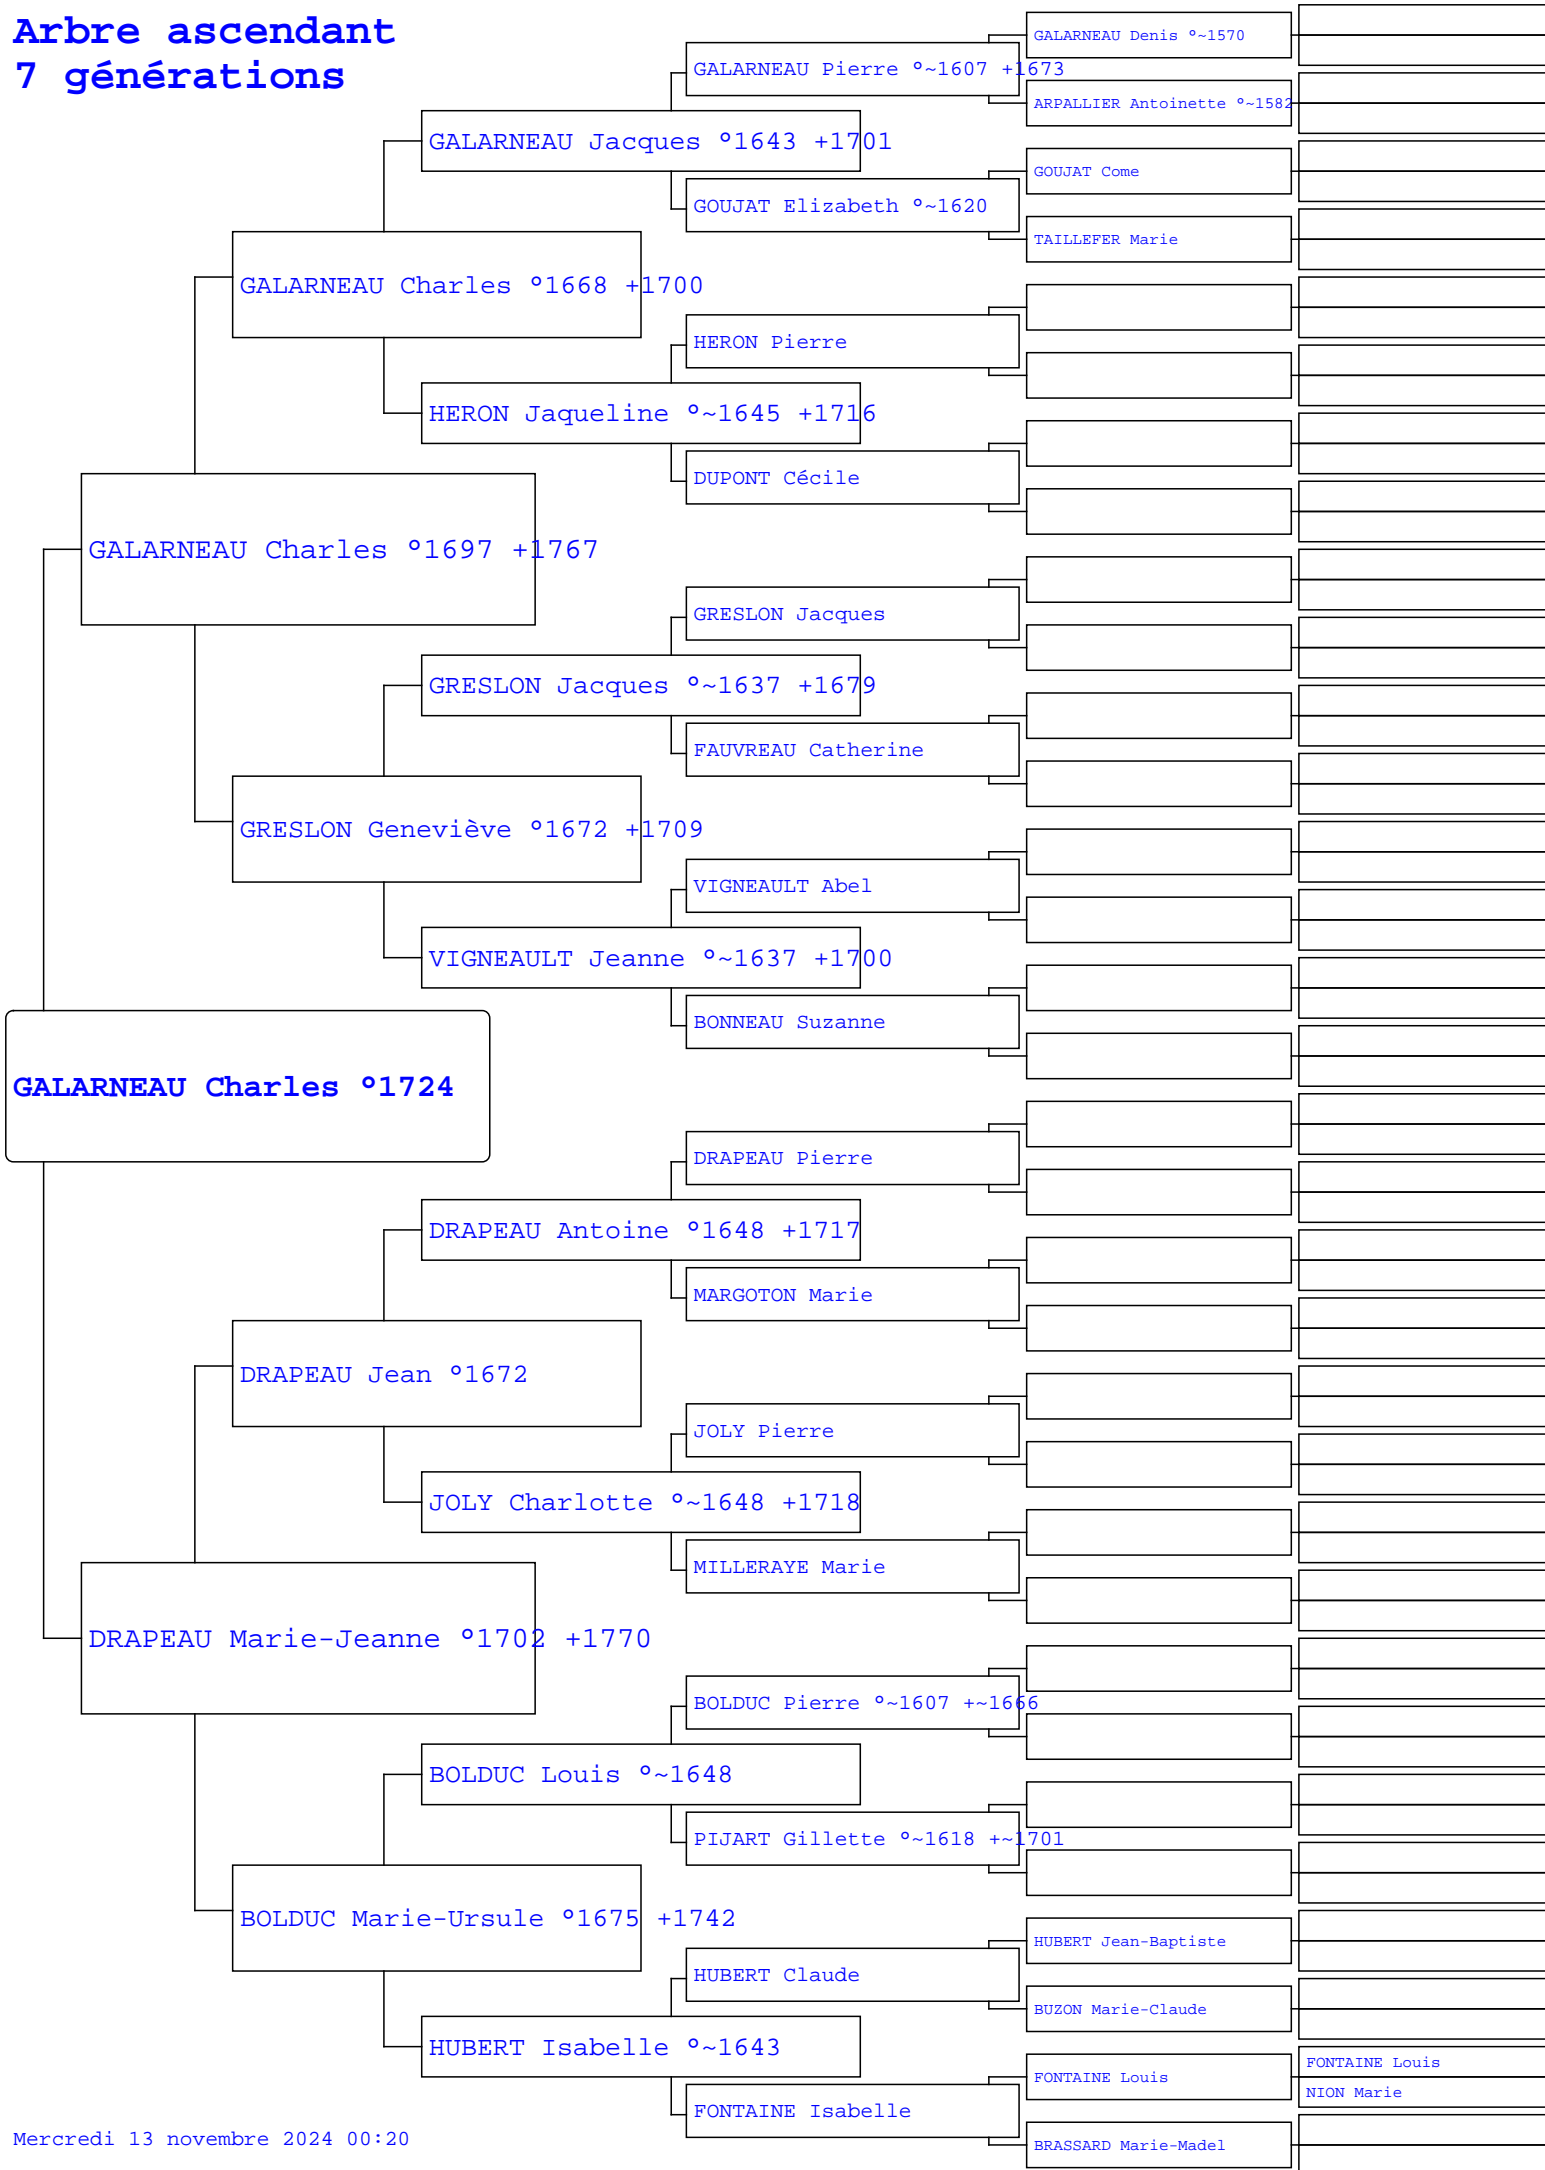 Arbre ascendant
7 générations
GALARNEAU Denis °~1570
GALARNEAU Pierre °~1607 +1673
ARPALLIER Antoinette °~1582
GALARNEAU Jacques °1643 +1701
GOUJAT Come
GOUJAT Elizabeth °~1620
TAILLEFER Marie
GALARNEAU Charles °1668 +1700
HERON Pierre
HERON Jaqueline °~1645 +1716
DUPONT Cécile
GALARNEAU Charles °1697 +1767
GRESLON Jacques
GRESLON Jacques °~1637 +1679
FAUVREAU Catherine
GRESLON Geneviève °1672 +1709
VIGNEAULT Abel
VIGNEAULT Jeanne °~1637 +1700
BONNEAU Suzanne
GALARNEAU Charles °1724
DRAPEAU Pierre
DRAPEAU Antoine °1648 +1717
MARGOTON Marie
DRAPEAU Jean °1672
JOLY Pierre
JOLY Charlotte °~1648 +1718
MILLERAYE Marie
DRAPEAU Marie-Jeanne °1702 +1770
BOLDUC Pierre °~1607 +~1666
BOLDUC Louis °~1648
PIJART Gillette °~1618 +~1701
BOLDUC Marie-Ursule °1675 +1742
HUBERT Jean-Baptiste
HUBERT Claude
BUZON Marie-Claude
HUBERT Isabelle °~1643
FONTAINE Louis
FONTAINE Louis
NION Marie
FONTAINE Isabelle
BRASSARD Marie-Madel
Mercredi 13 novembre 2024 00:20